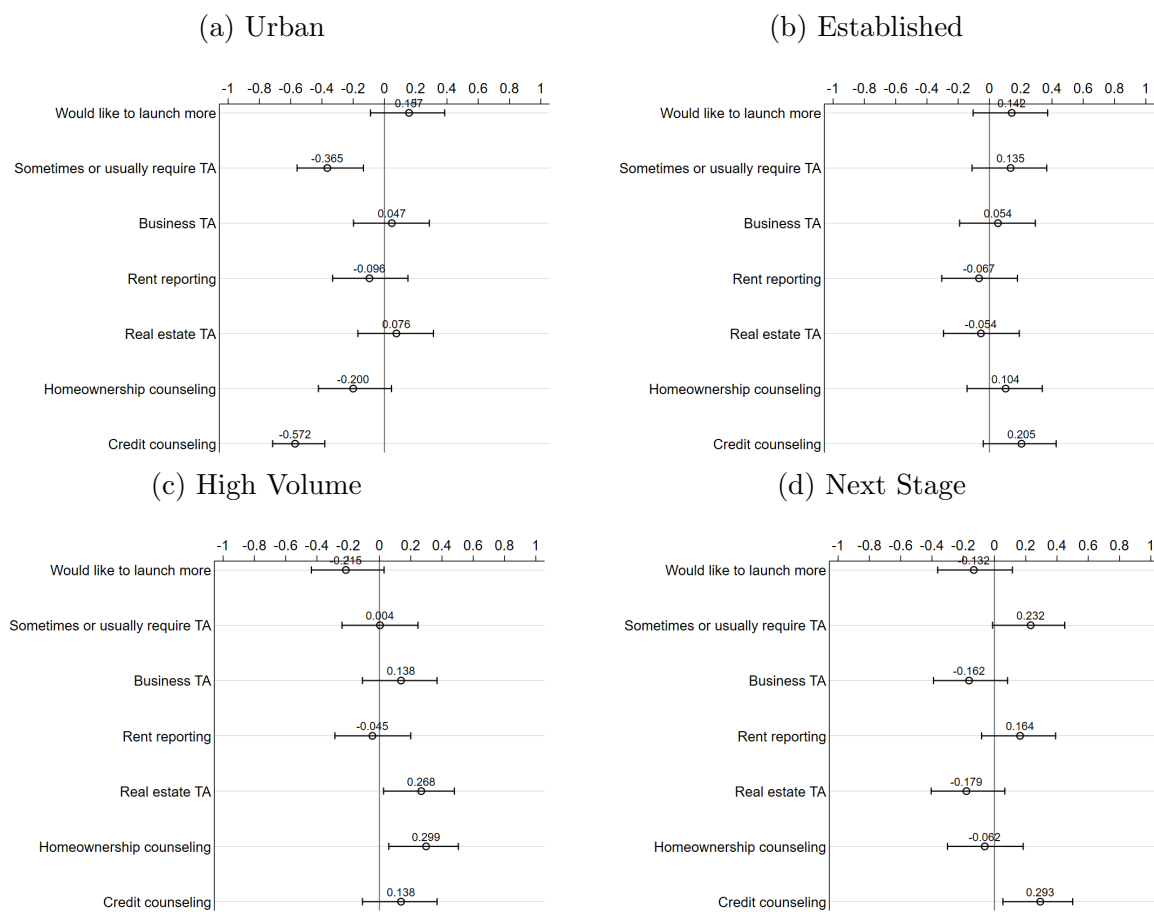 (a) Urban
-1 -0.8 -0.6 -0.4 -0.2 0 0.2 0.4 0.6 0.8 1
Would like to launch more 0.157
Sometimes or usually require TA -0.365
Business TA 0.047
Rent reporting -0.096
Real estate TA 0.076
Homeownership counseling -0.200
Credit counseling -0.572
(b) Established
-1 -0.8 -0.6 -0.4 -0.2 0 0.2 0.4 0.6 0.8 1
Would like to launch more 0.142
Sometimes or usually require TA 0.135
Business TA 0.054
Rent reporting -0.067
Real estate TA -0.054
Homeownership counseling 0.104
Credit counseling 0.205
(c) High Volume
-1 -0.8 -0.6 -0.4 -0.2 0 0.2 0.4 0.6 0.8 1
Would like to launch more -0.215
Sometimes or usually require TA 0.004
Business TA 0.138
Rent reporting -0.045
Real estate TA 0.268
Homeownership counseling 0.299
Credit counseling 0.138
(d) Next Stage
-1 -0.8 -0.6 -0.4 -0.2 0 0.2 0.4 0.6 0.8 1
Would like to launch more -0.132
Sometimes or usually require TA 0.232
Business TA -0.162
Rent reporting 0.164
Real estate TA -0.179
Homeownership counseling -0.062
Credit counseling 0.293